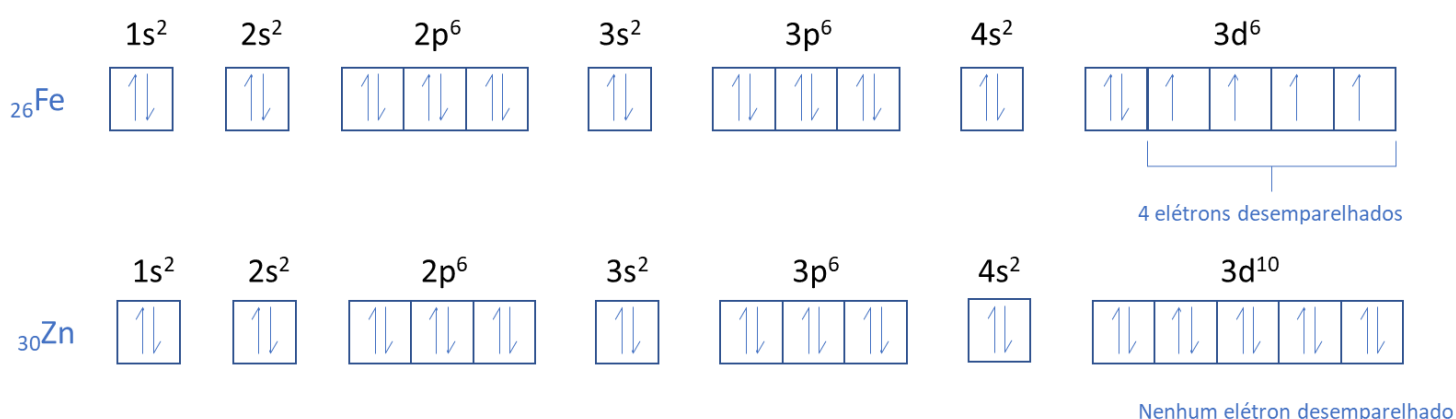 1s² 2s² 2p⁶ 3s² 3p⁶ 4s² 3d⁶
₂₆Fe
4 elétrons desemparelhados
1s² 2s² 2p⁶ 3s² 3p⁶ 4s² 3d¹⁰
₃₀Zn
Nenhum elétron desemparelhado